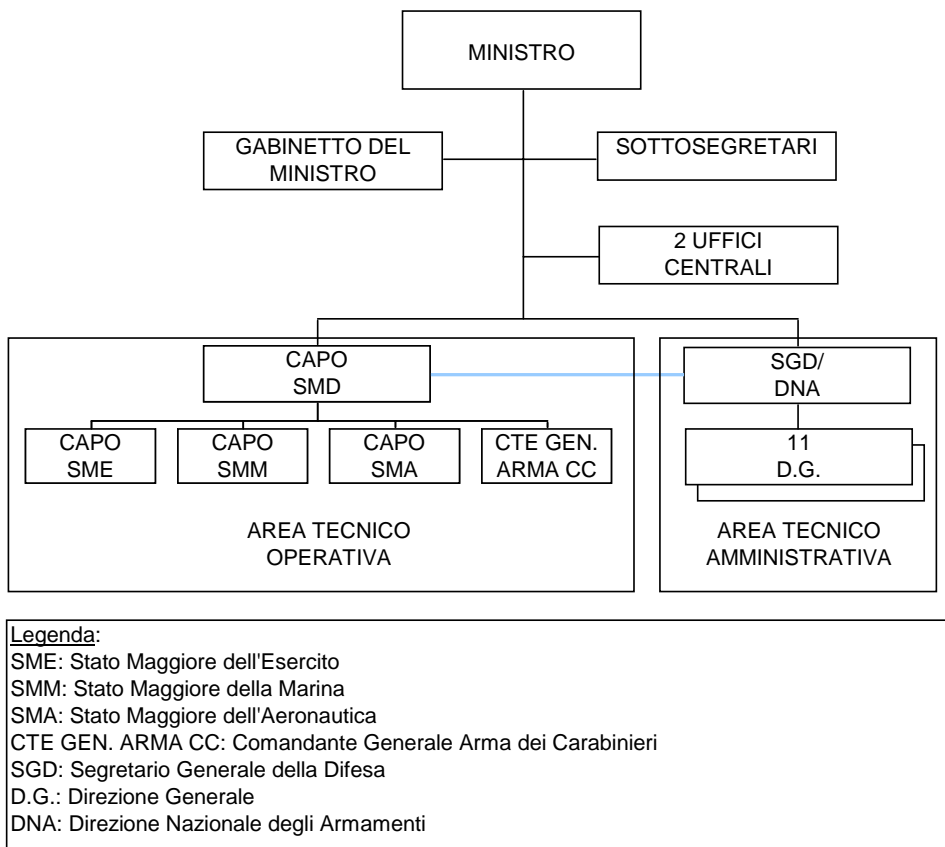 MINISTRO
GABINETTO DEL
MINISTRO
SOTTOSEGRETARI
2 UFFICI
CENTRALI
CAPO
SMD
SGD/
DNA
CAPO
SME
CAPO
SMM
CAPO
SMA
CTE GEN.
ARMA CC
11
D.G.
AREA TECNICO
OPERATIVA
AREA TECNICO
AMMINISTRATIVA
Legenda:
SME: Stato Maggiore dell'Esercito
SMM: Stato Maggiore della Marina
SMA: Stato Maggiore dell'Aeronautica
CTE GEN. ARMA CC: Comandante Generale Arma dei Carabinieri
SGD: Segretario Generale della Difesa
D.G.: Direzione Generale
DNA: Direzione Nazionale degli Armamenti